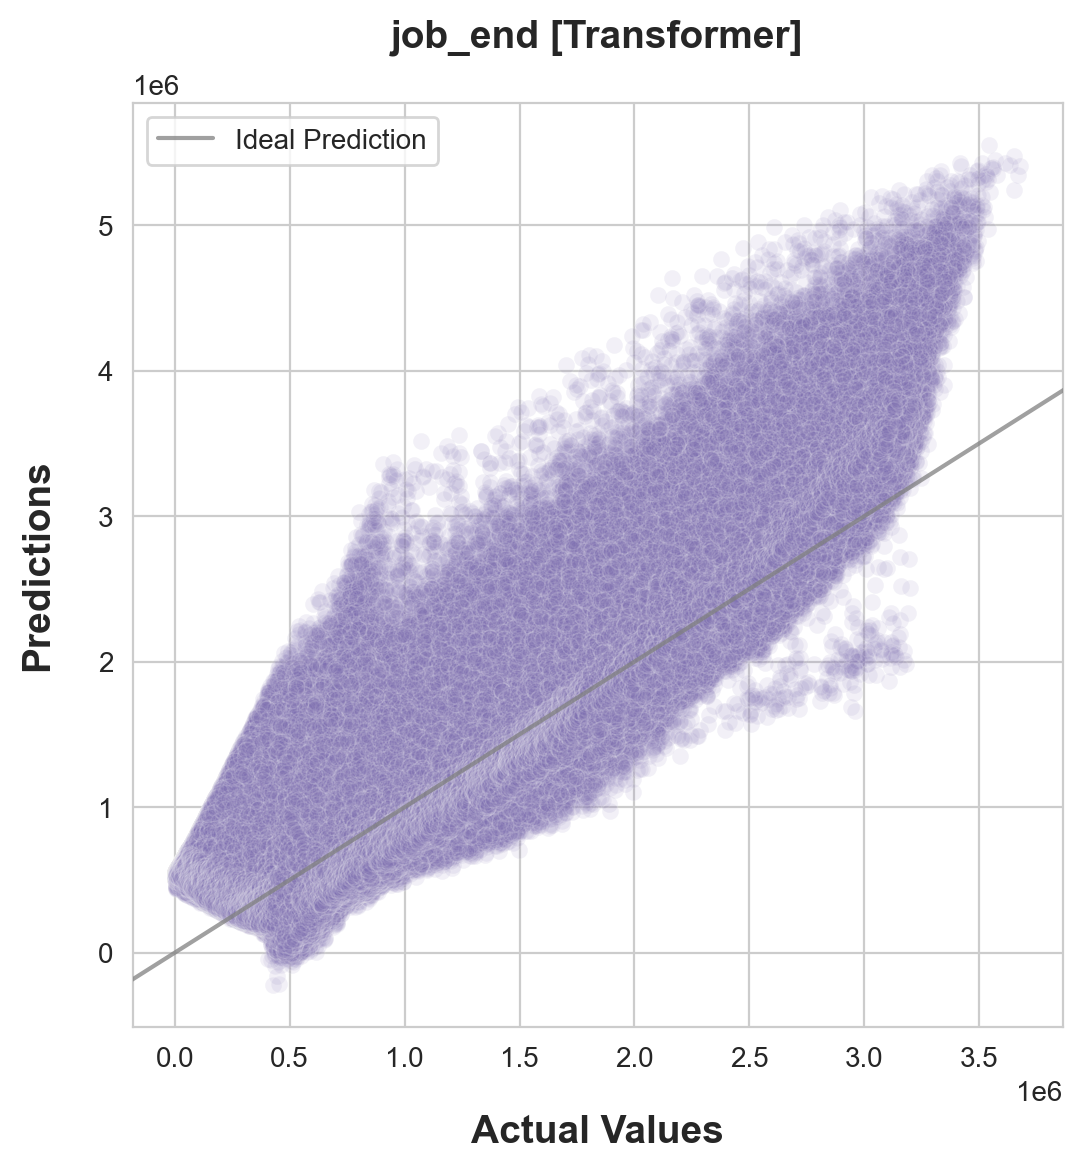 job_end [Transformer]
1e6
Ideal Prediction
5
4
3
2
1
0
Predictions
0.0 0.5 1.0 1.5 2.0 2.5 3.0 3.5
1e6
Actual Values